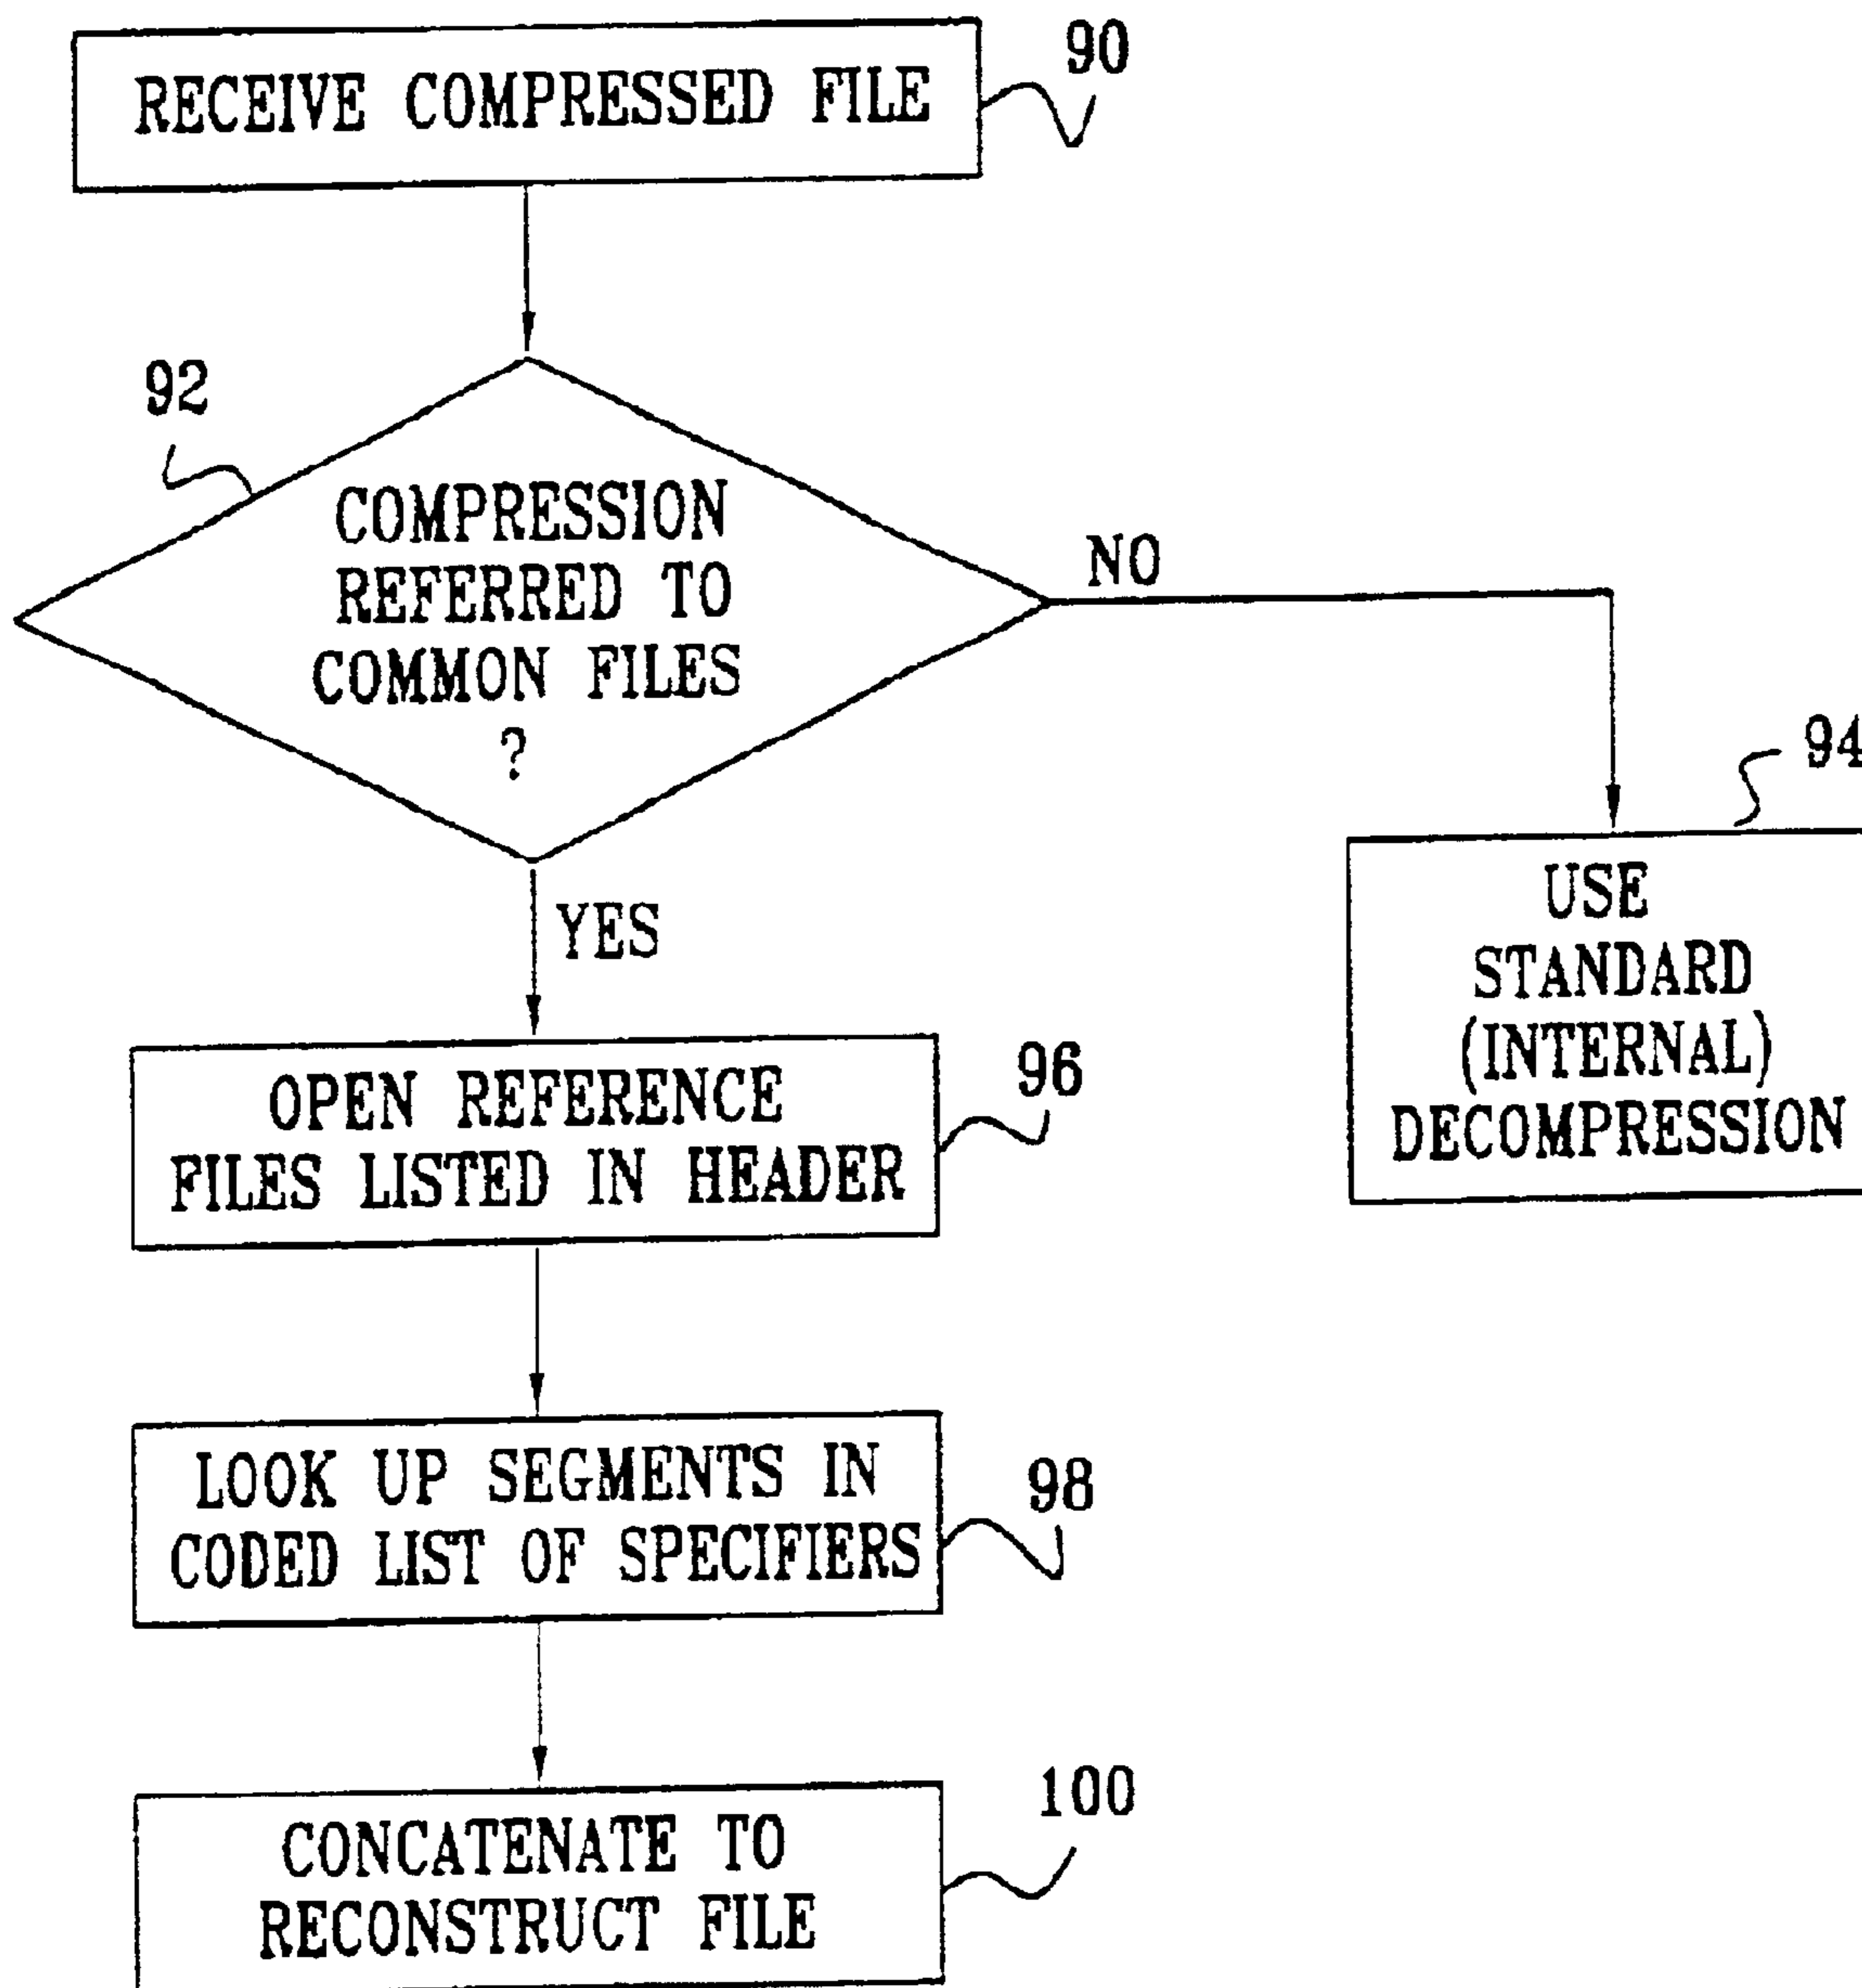 RECEIVE COMPRESSED FILE
90
92
COMPRESSION
REFERRED TO
COMMON FILES
?
NO
94
YES
USE
STANDARD
(INTERNAL)
DECOMPRESSION
OPEN REFERENCE
FILES LISTED IN HEADER
96
LOOK UP SEGMENTS IN
CODED LIST OF SPECIFIERS
98
CONCATENATE TO
RECONSTRUCT FILE
100